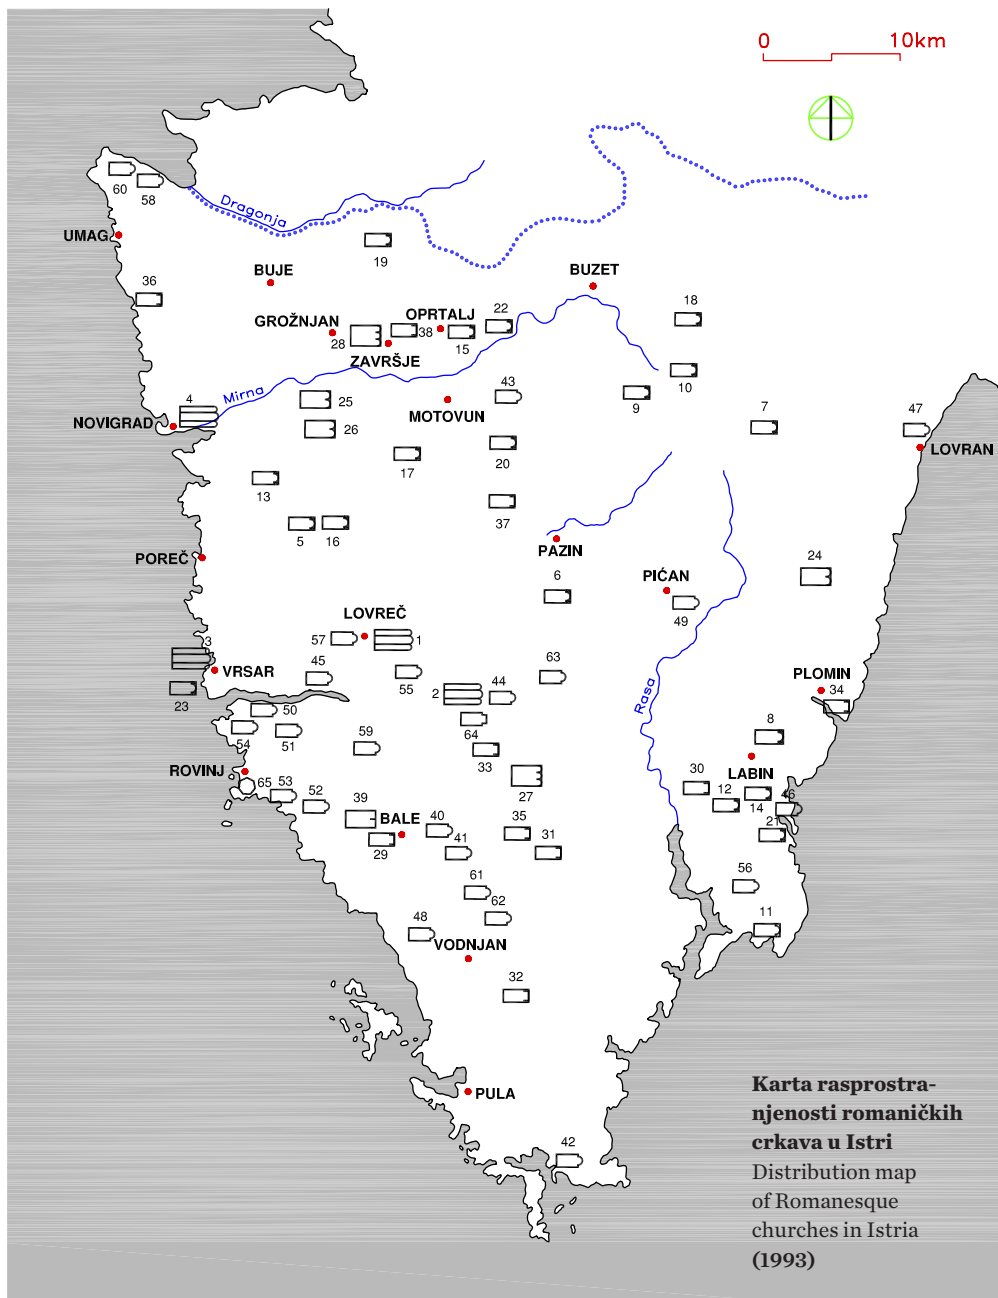 0 10km
60
58
Dragonja
UMAG
19
BUJE
BUZET
36
GROŽNJAN
OPRTALJ
22
18
28
38
15
ZAVRŠJE
Mirna
4
25
43
9
10
NOVIGRAD
26
MOTOVUN
7
47
LOVRAN
17
20
13
5
16
37
POREČ
PAZIN
6
PIĆAN
24
49
LOVREČ
57
1
3
VRSAR
45
55
63
23
2
44
Rasa
PLOMIN
34
50
54
51
59
64
33
8
ROVINJ
65
53
52
27
30
LABIN
12
14
46
39
BALE
40
35
21
29
41
31
61
62
56
48
11
VODNJAN
32
PULA
42
Karta rasprostra-
njenosti romaničkih
crkava u Istri
Distribution map
of Romanesque
churches in Istria
(1993)